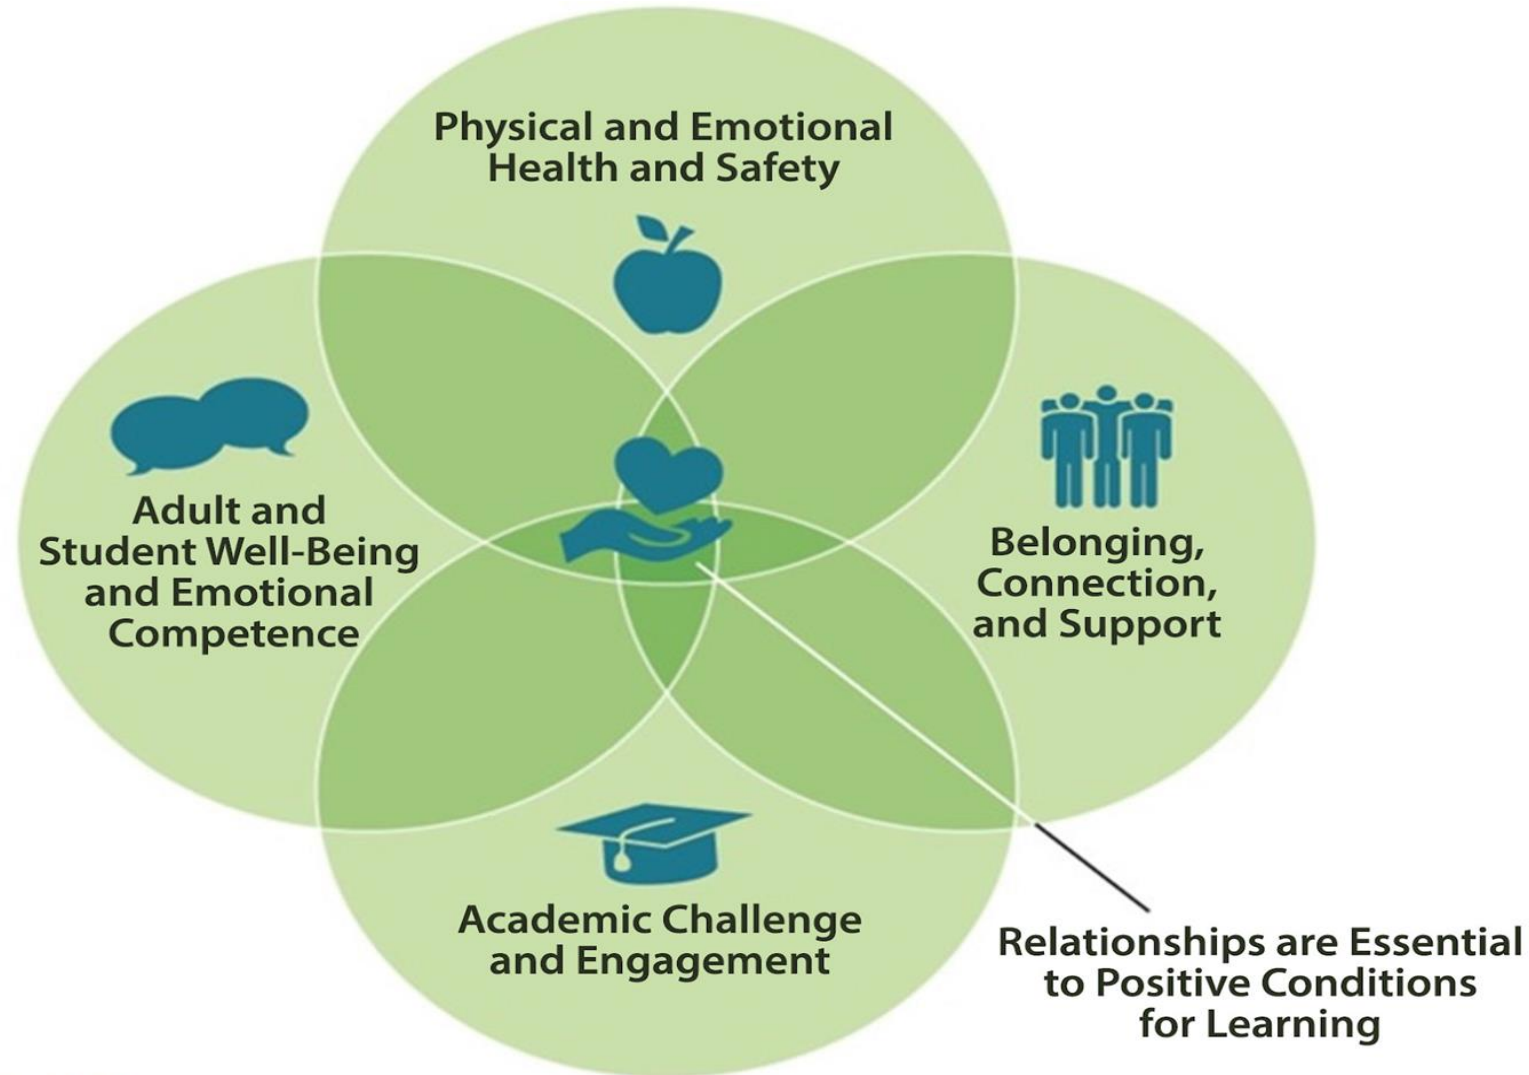 Physical and Emotional
Health and Safety
Adult and
Student Well-Being
and Emotional
Competence
Belonging,
Connection,
and Support
Academic Challenge
and Engagement
Relationships are Essential
to Positive Conditions
for Learning